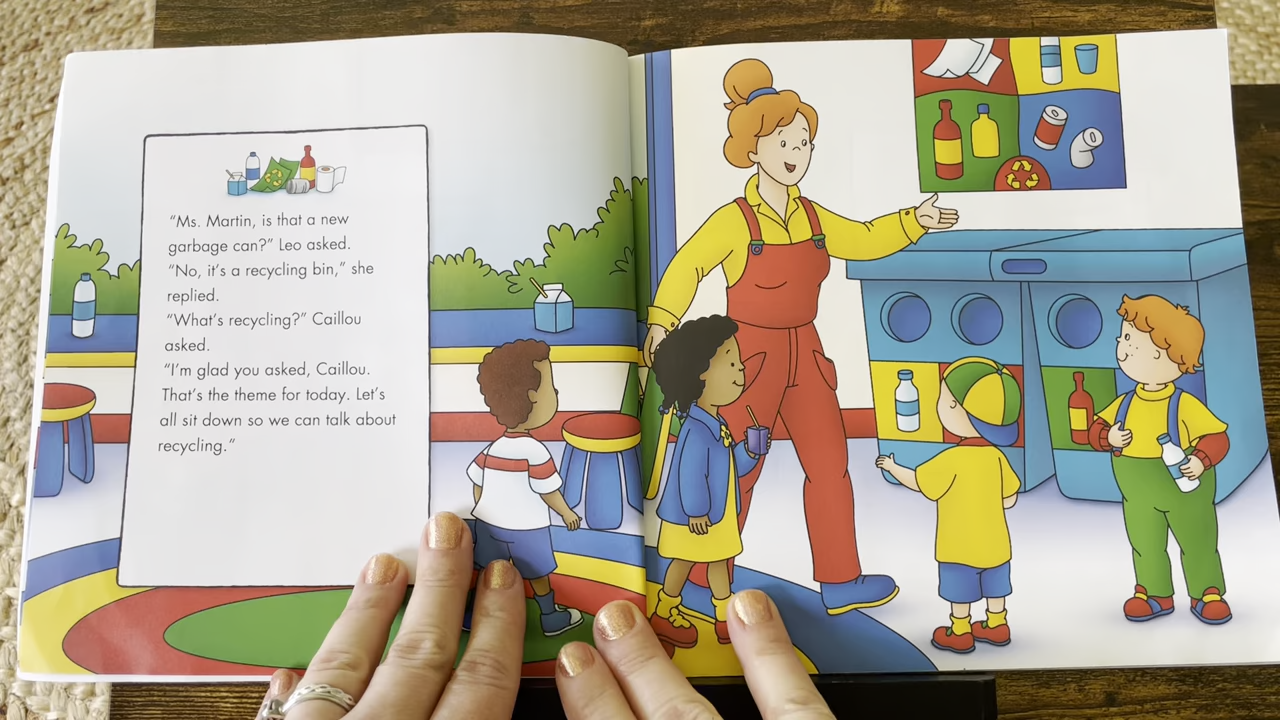 “Ms. Martin, is that a new
garbage can?” Leo asked.
“No, it’s a recycling bin,” she
replied.
“What’s recycling?” Caillou
asked.
“I’m glad you asked, Caillou.
That’s the theme for today. Let’s
all sit down so we can talk about
recycling.”